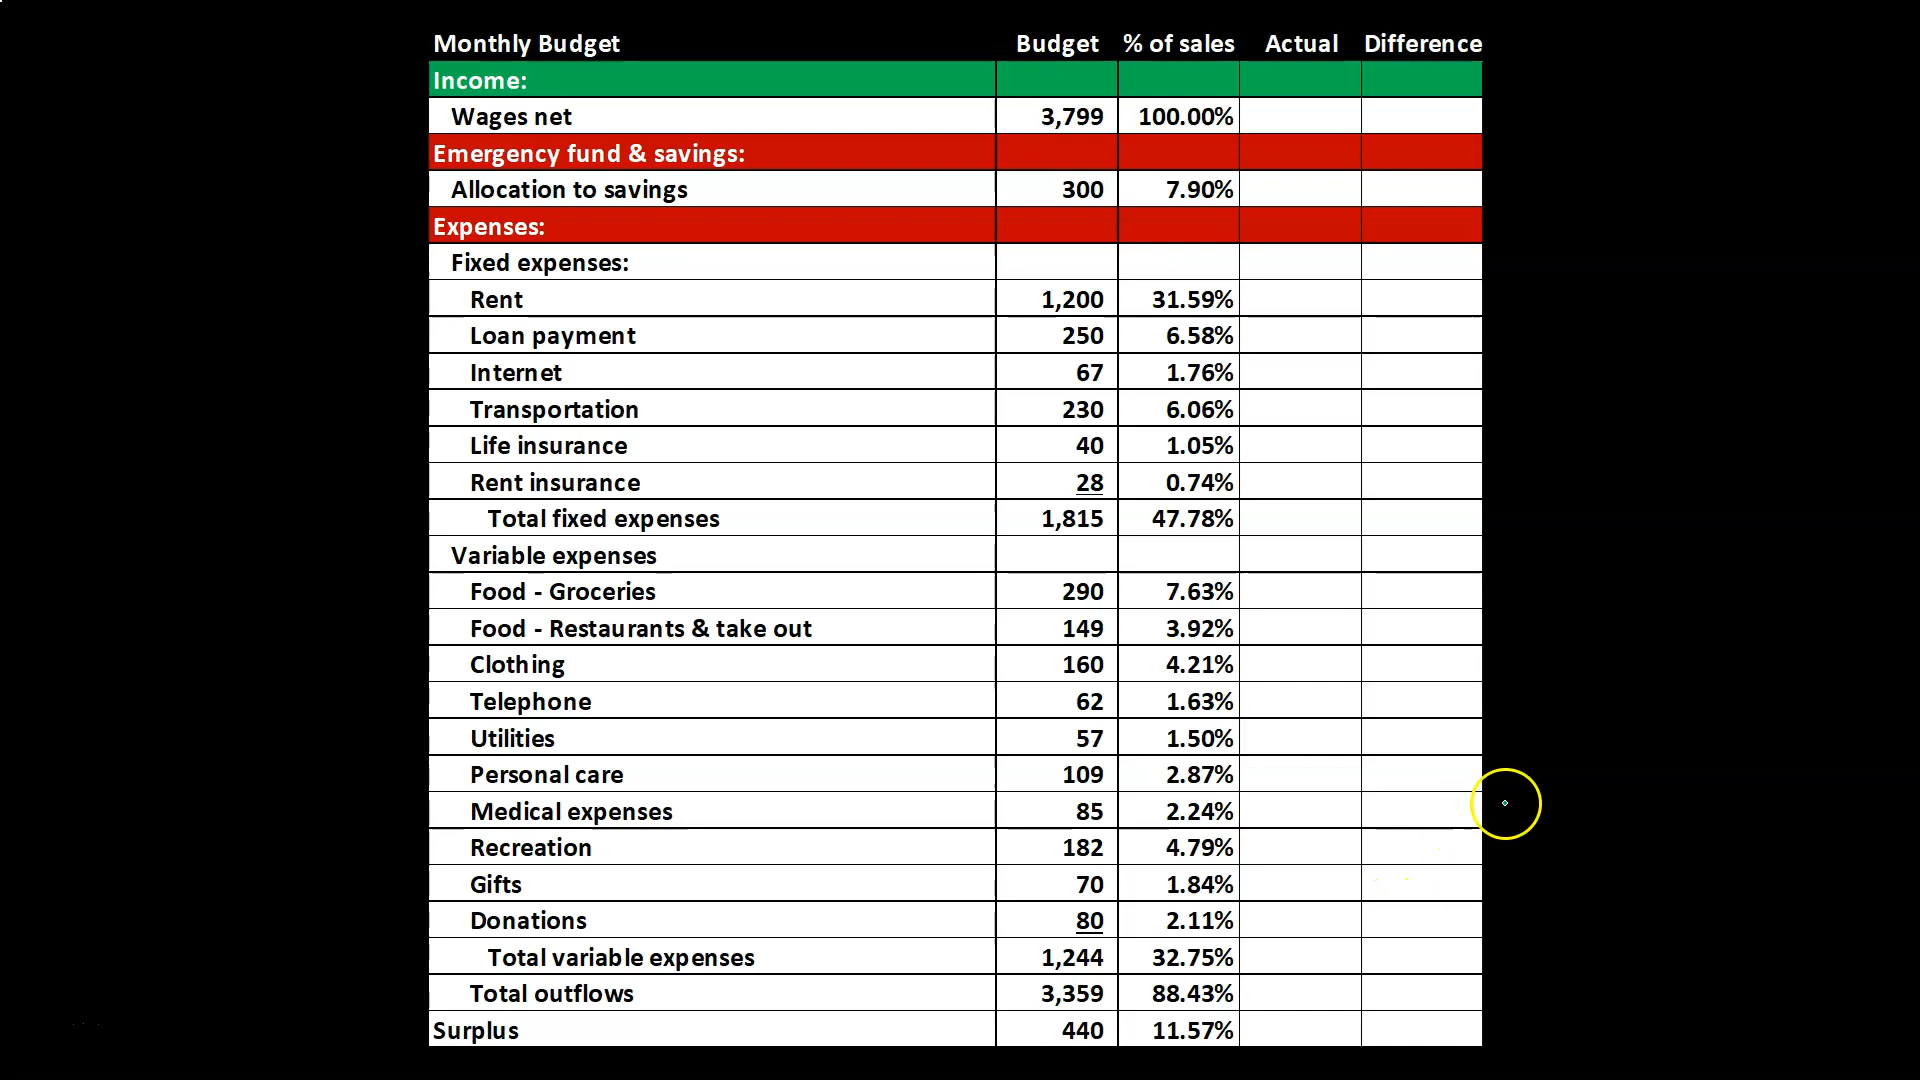 Monthly Budget Budget % of sales Actual Difference
Income:
Wages net 3,799 100.00%
Emergency fund & savings:
Allocation to savings 300 7.90%
Expenses:
Fixed expenses:
Rent 1,200 31.59%
Loan payment 250 6.58%
Internet 67 1.76%
Transportation 230 6.06%
Life insurance 40 1.05%
Rent insurance 28 0.74%
Total fixed expenses 1,815 47.78%
Variable expenses
Food - Groceries 290 7.63%
Food - Restaurants & take out 149 3.92%
Clothing 160 4.21%
Telephone 62 1.63%
Utilities 57 1.50%
Personal care 109 2.87%
Medical expenses 85 2.24%
Recreation 182 4.79%
Gifts 70 1.84%
Donations 80 2.11%
Total variable expenses 1,244 32.75%
Total outflows 3,359 88.43%
Surplus 440 11.57%